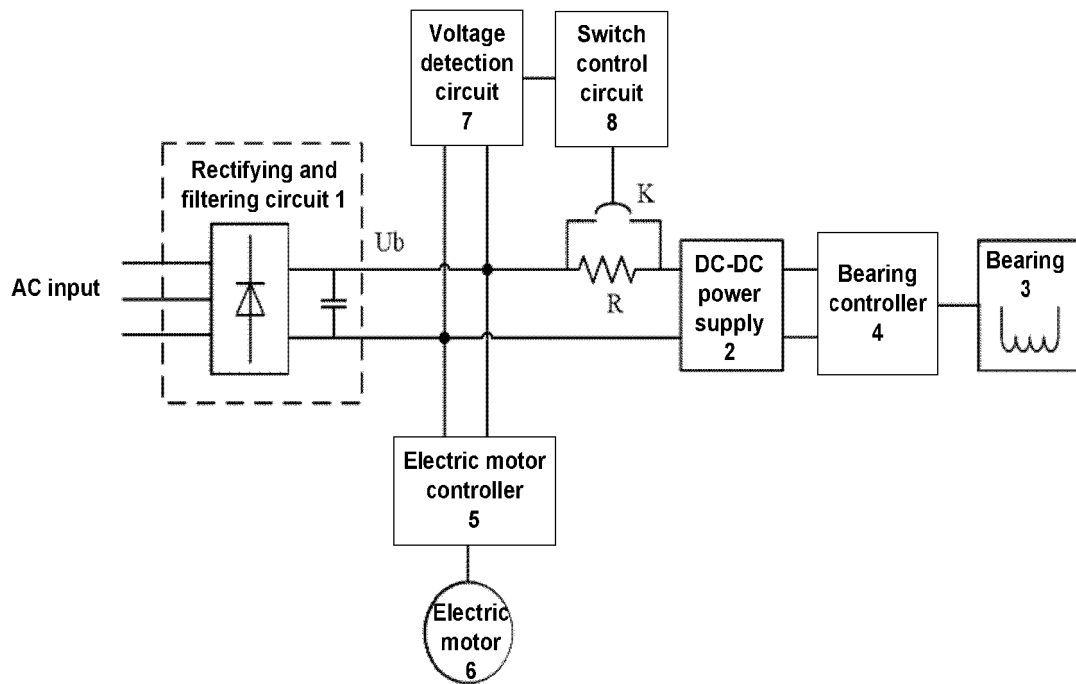 Voltage
detection
circuit
7
Switch
control
circuit
8
Rectifying and
filtering circuit 1
K
Ub
AC input
R
DC-DC
power
supply
2
Bearing
controller
4
Bearing
3
Electric motor
controller
5
Electric
motor
6